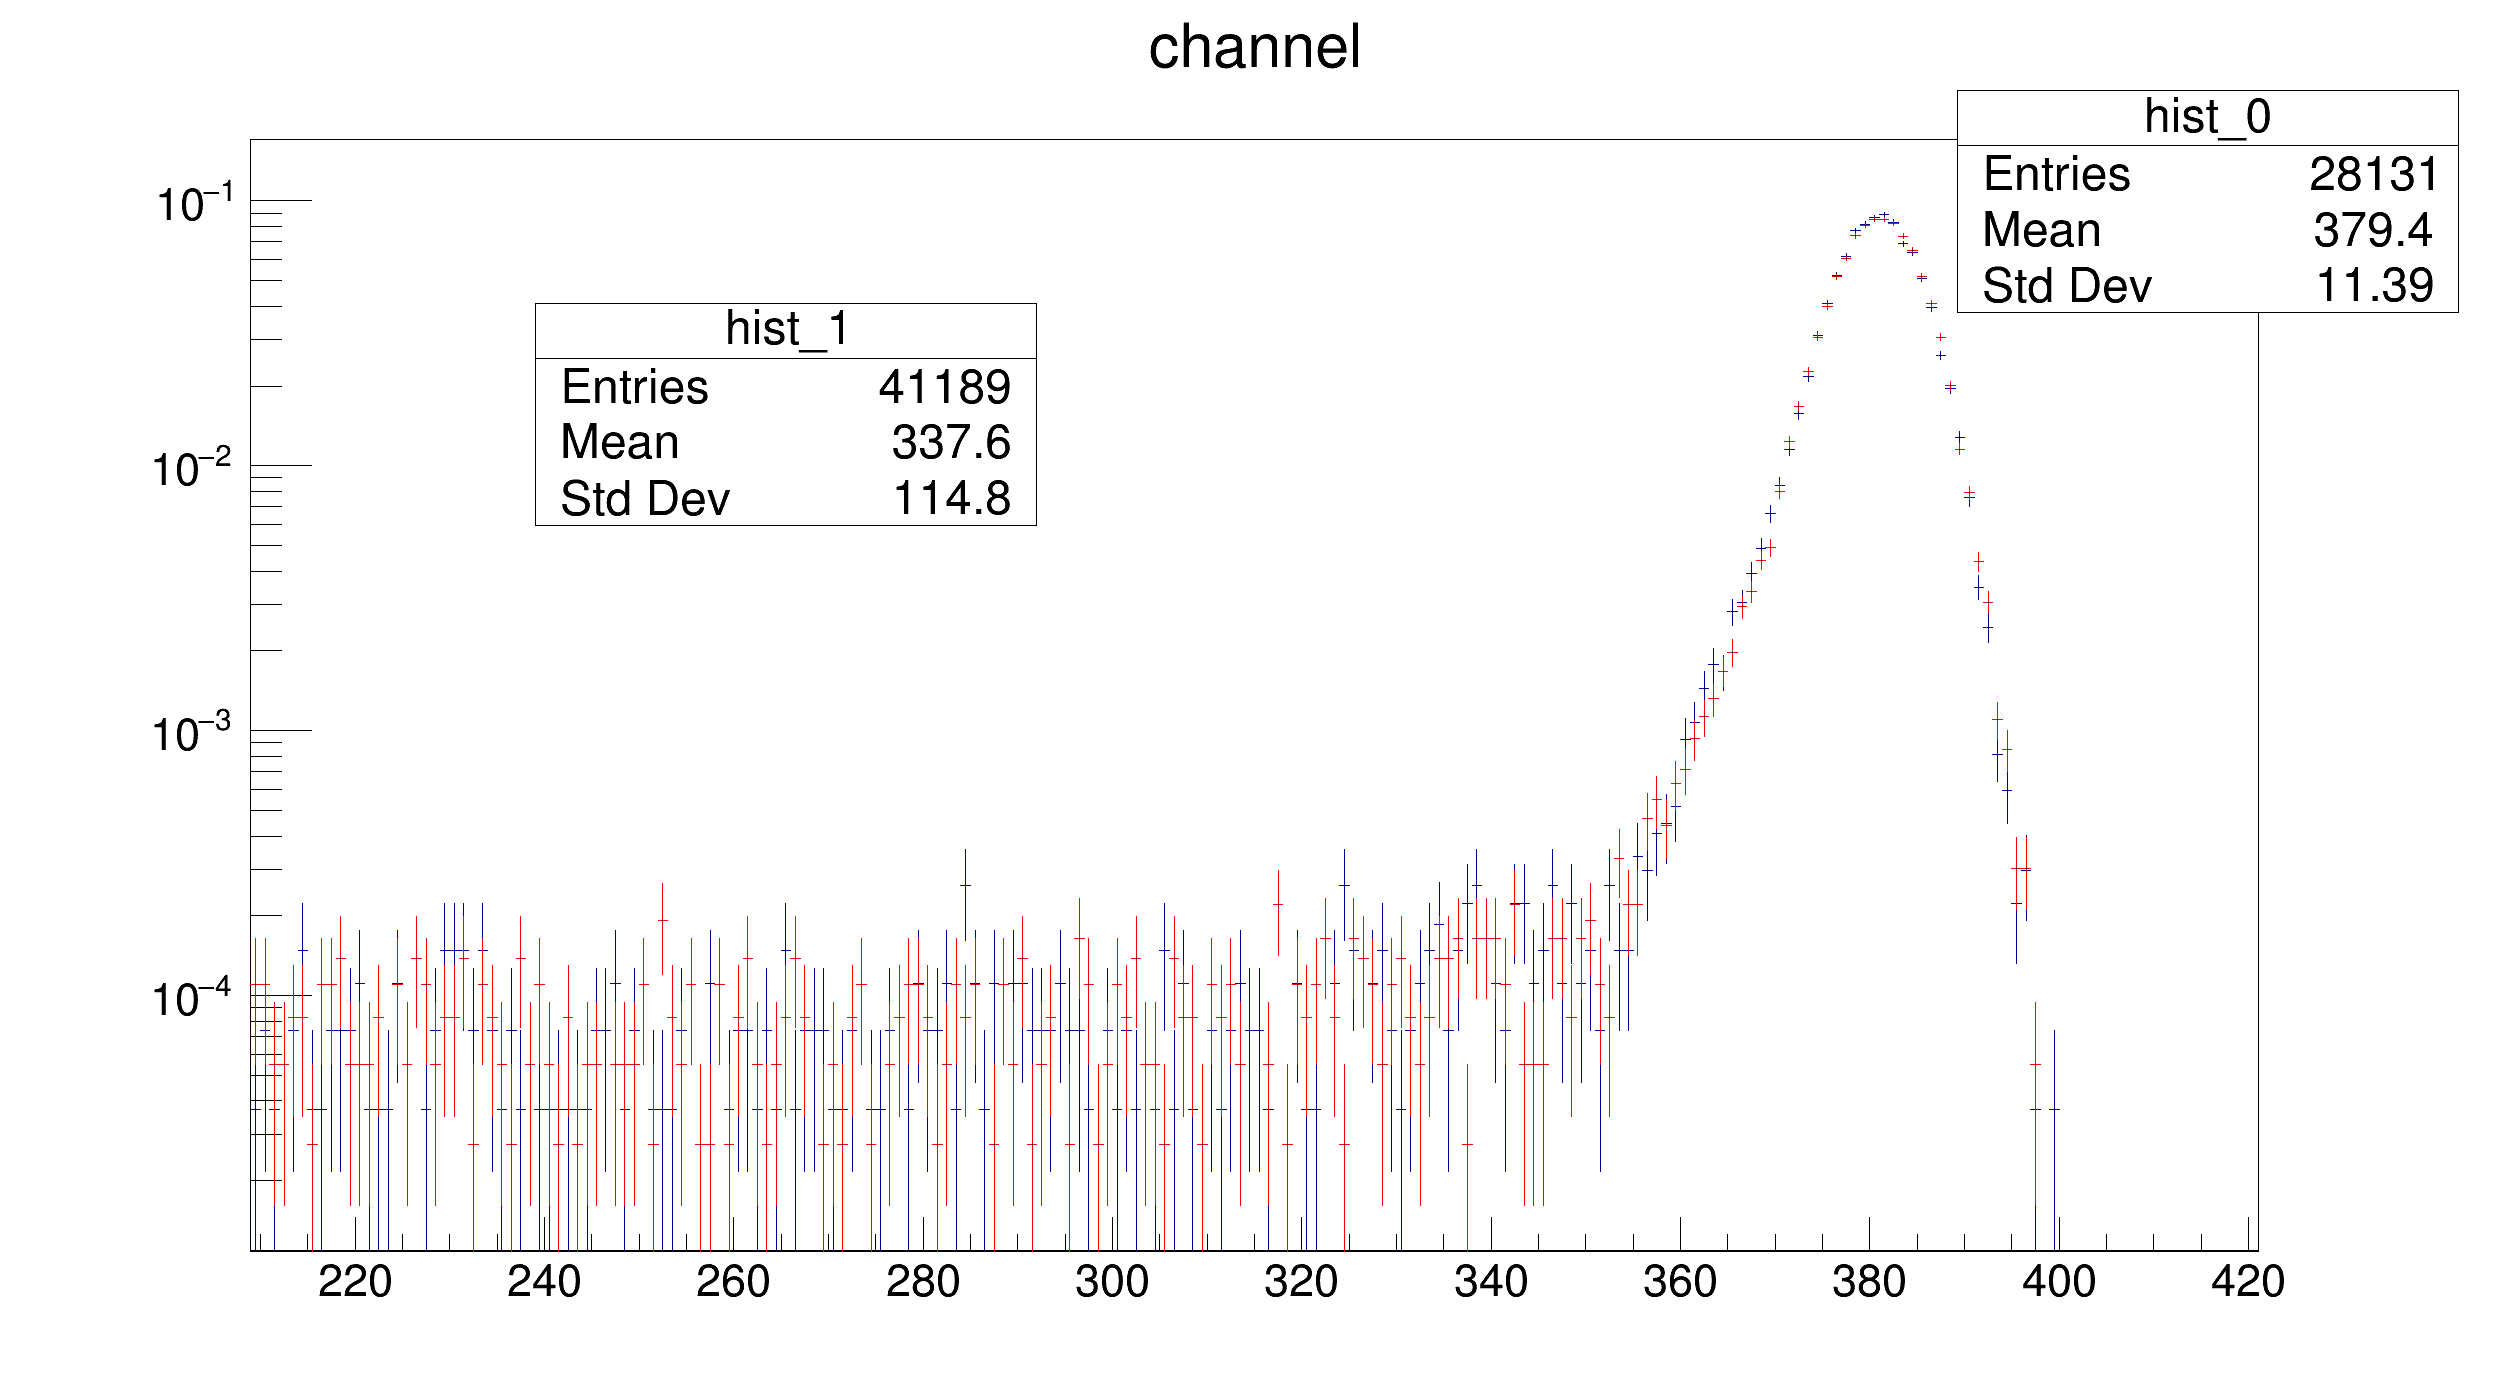 channel
hist_0
Entries 28131
Mean 379.4
Std Dev 11.39
hist_1
Entries 41189
Mean 337.6
Std Dev 114.8
10−1
10−2
10−3
10−4
220 240 260 280 300 320 340 360 380 400 420